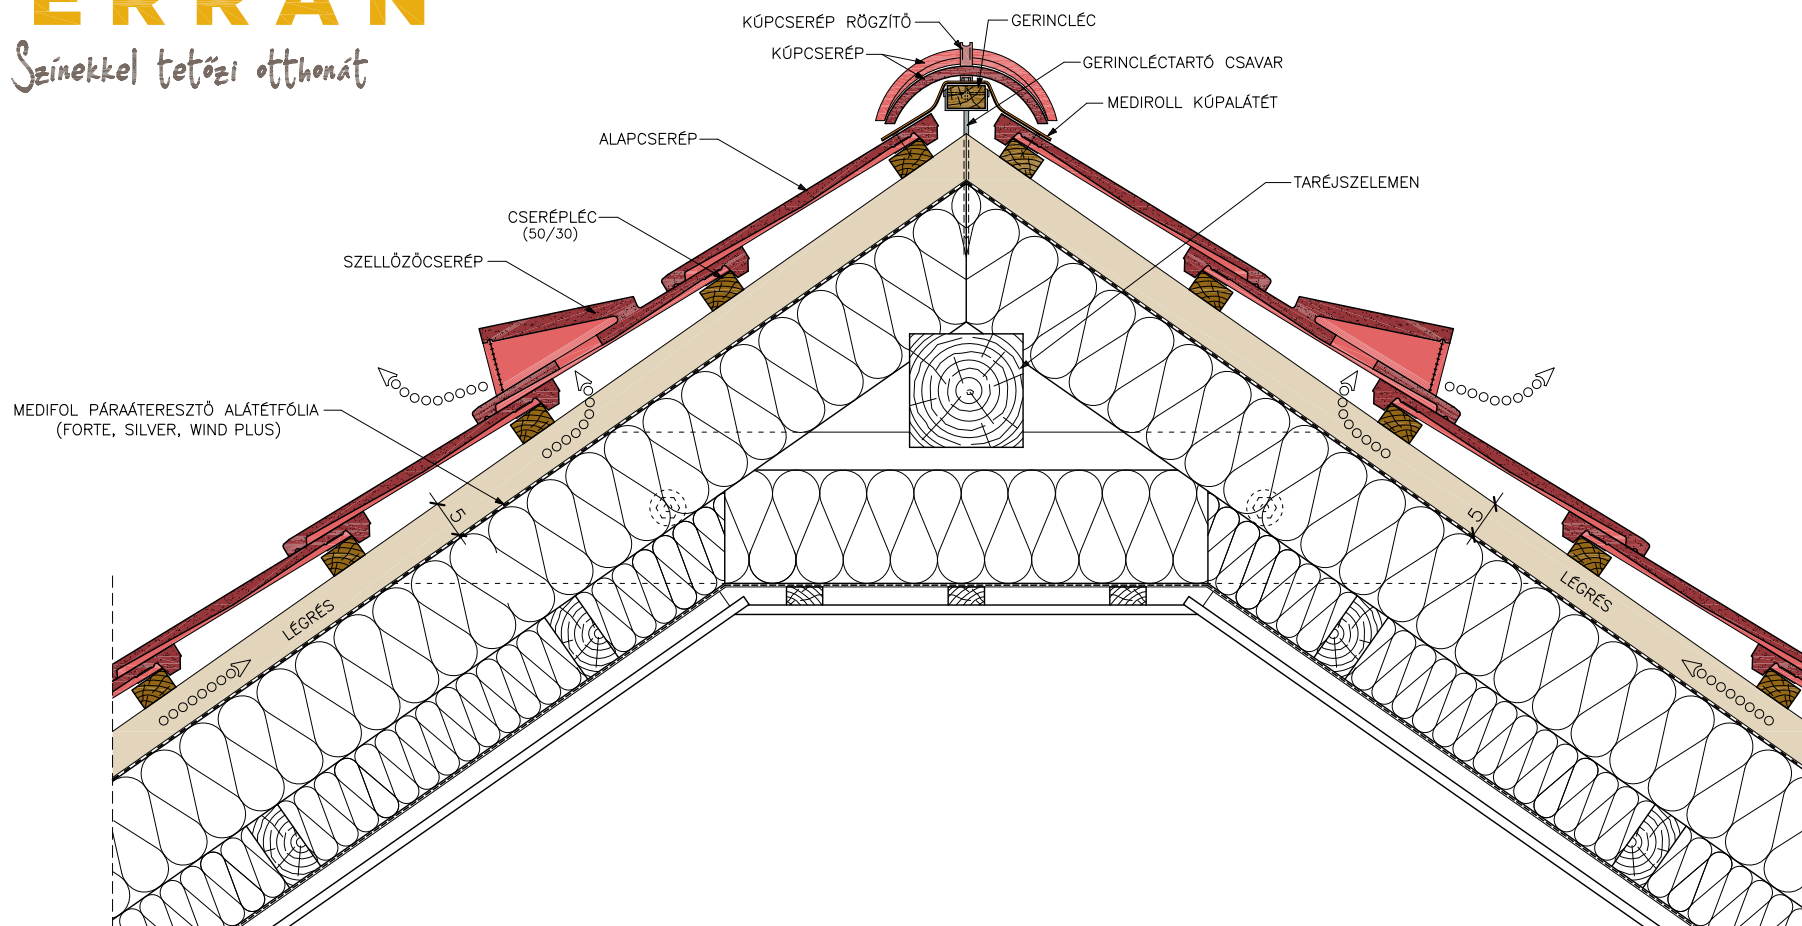 ERRAN
Színekkel tetőzi otthonát
KÚPCSERÉP RÖGZÍTŐ
GERINCLÉC
KÚPCSERÉP
GERINCLÉCTARTÓ CSAVAR
MEDIROLL KÚPALÁTÉT
ALAPCSERÉP
TARÉJSZELEMEN
CSERÉPLÉC
(50/30)
SZELLŐZŐCSERÉP
MEDIFOL PÁRAÁTERESZTŐ ALÁTÉTFÓLIA
(FORTE, SILVER, WIND PLUS)
5
5
LÉGRÉS
LÉGRÉS